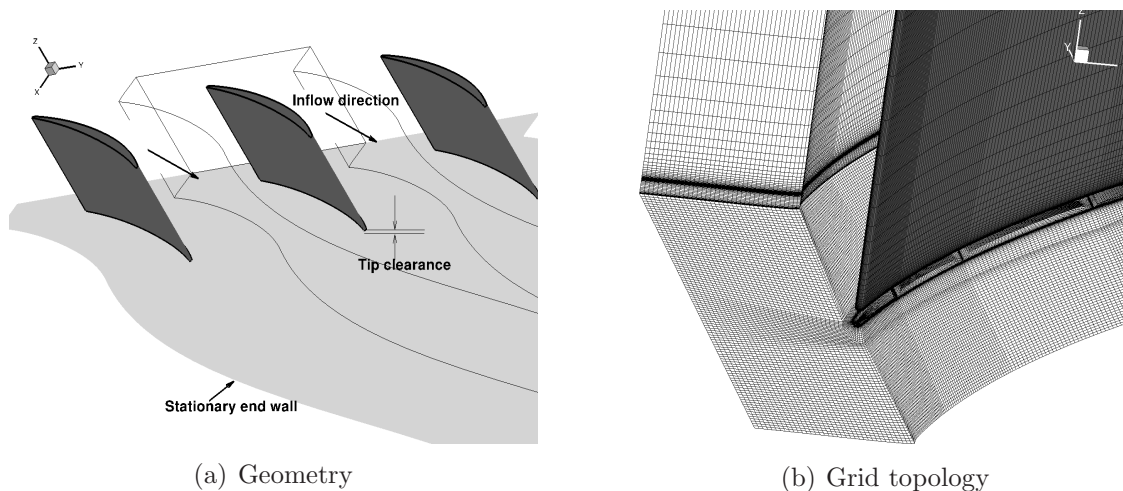 Z
Y
X
Inflow direction
Tip clearance
Stationary end wall
Z
Y
(a) Geometry
(b) Grid topology